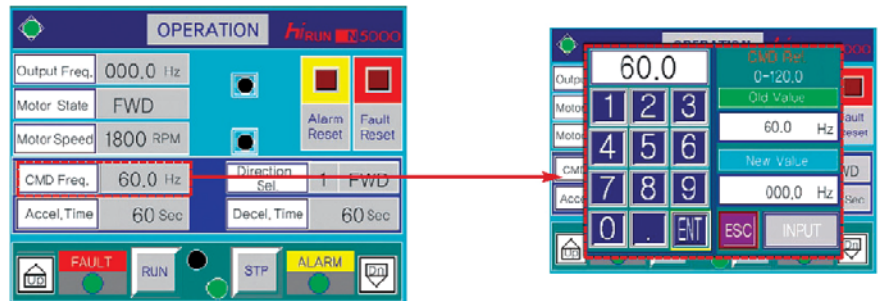 OPERATION
HiRUN N5000
Output Freq. 000.0 Hz
Motor State FWD
Motor Speed 1800 RPM
Alarm Reset
Fault Reset
CMD Freq. 60.0 Hz
Direction Sel. 1 FWD
Accel. Time 60 Sec
Decel. Time 60 Sec
Up
FAULT
RUN
STP
ALARM
Dn
60.0
CMD Ref
0-120.0
1 2 3
Old Value
60.0 Hz
4 5 6
New Value
7 8 9
000.0 Hz
0 . ENT
ESC
INPUT
Up
Dn